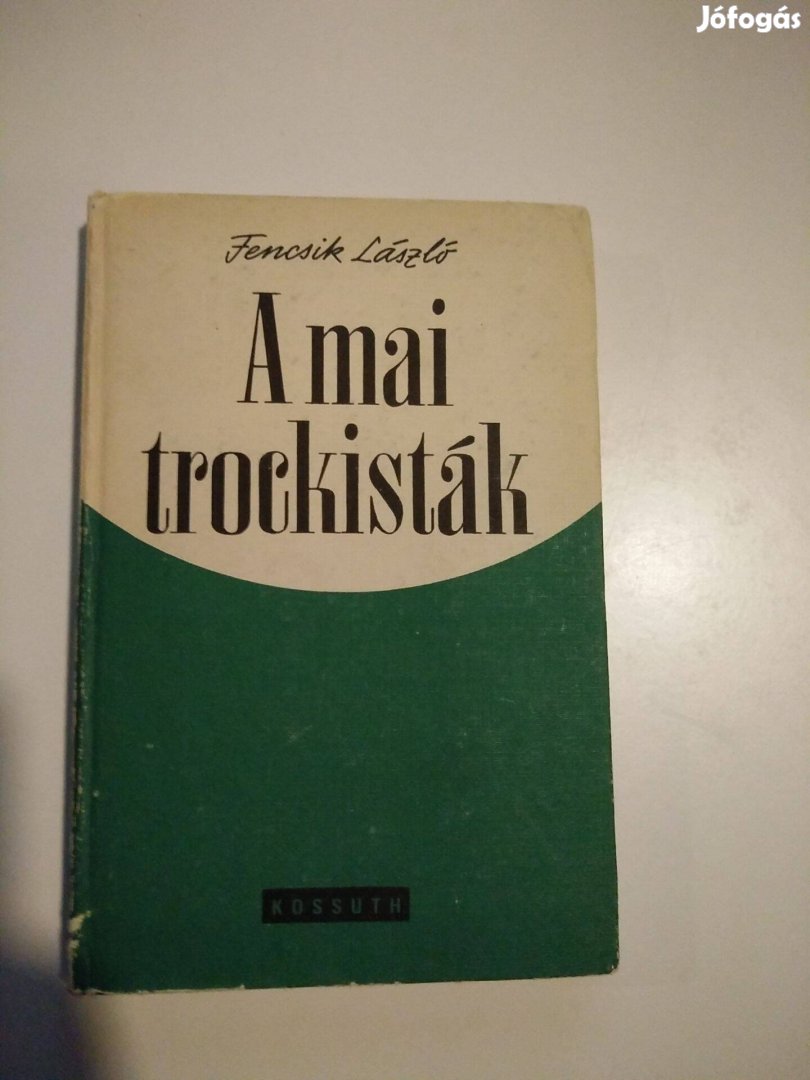 Jófogás
Fencsik László
A mai
trockisták
KOSSUTH